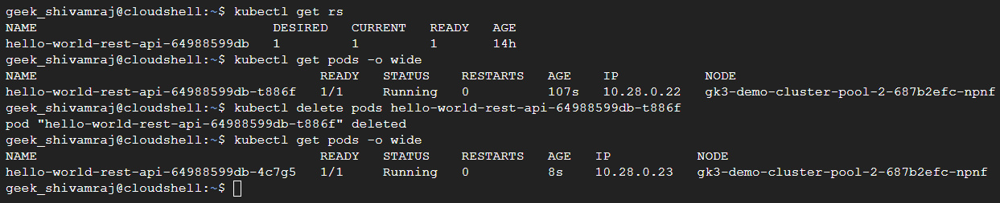 geek_shivamraj@cloudshell:~$ kubectl get rs
NAME DESIRED CURRENT READY AGE
hello-world-rest-api-64988599db 1 1 1 14h
geek_shivamraj@cloudshell:~$ kubectl get pods -o wide
NAME READY STATUS RESTARTS AGE IP NODE
hello-world-rest-api-64988599db-t886f 1/1 Running 0 107s 10.28.0.22 gk3-demo-cluster-pool-2-687b2efc-npnf
geek_shivamraj@cloudshell:~$ kubectl delete pods hello-world-rest-api-64988599db-t886f
pod "hello-world-rest-api-64988599db-t886f" deleted
geek_shivamraj@cloudshell:~$ kubectl get pods -o wide
NAME READY STATUS RESTARTS AGE IP NODE
hello-world-rest-api-64988599db-4c7g5 1/1 Running 0 8s 10.28.0.23 gk3-demo-cluster-pool-2-687b2efc-npnf
geek_shivamraj@cloudshell:~$